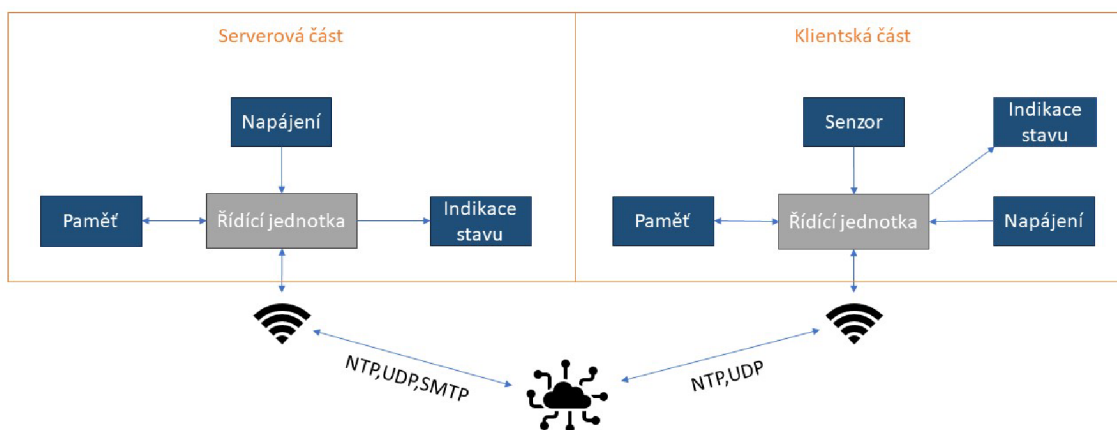 Serverová část
Klientská část
Napájení
Senzor
Indikace
stavu
Paměť
Řídící jednotka
Indikace
stavu
Paměť
Řídící jednotka
Napájení
NTP,UDP,SMTP
NTP,UDP